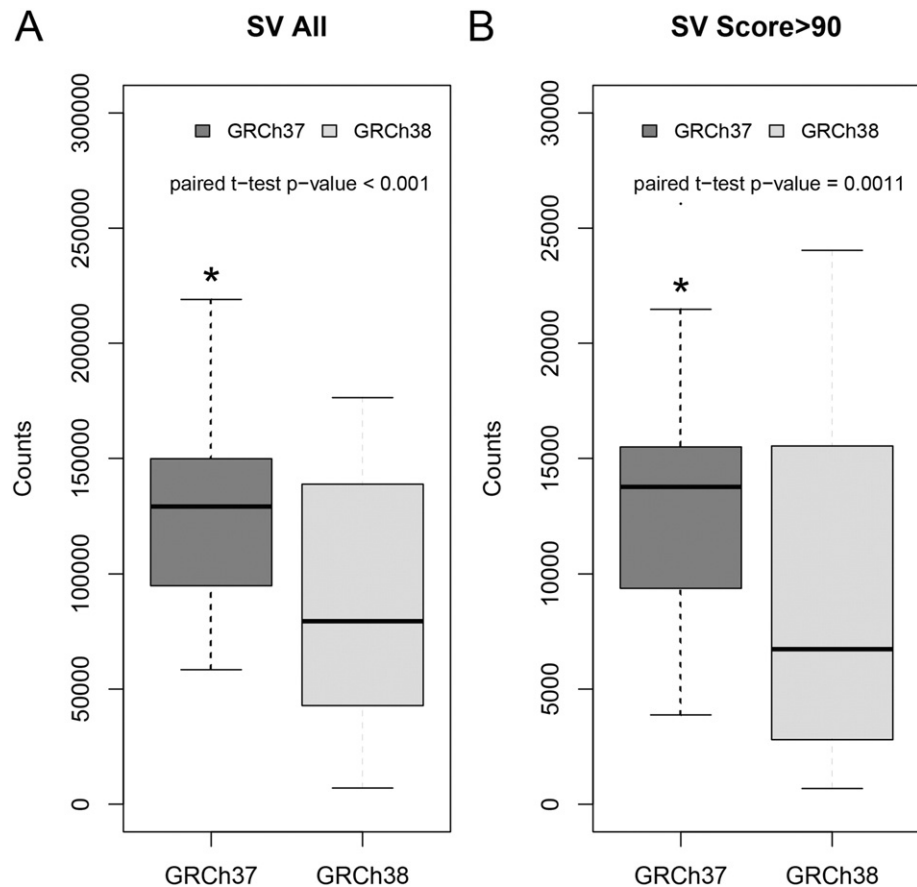 A
SV All
300000
250000
200000
150000
100000
50000
0
Counts
GRCh37 GRCh38
paired t−test p−value < 0.001
*
GRCh37 GRCh38
B
SV Score>90
30000
25000
20000
15000
10000
5000
0
Counts
GRCh37 GRCh38
paired t−test p−value = 0.0011
*
GRCh37 GRCh38